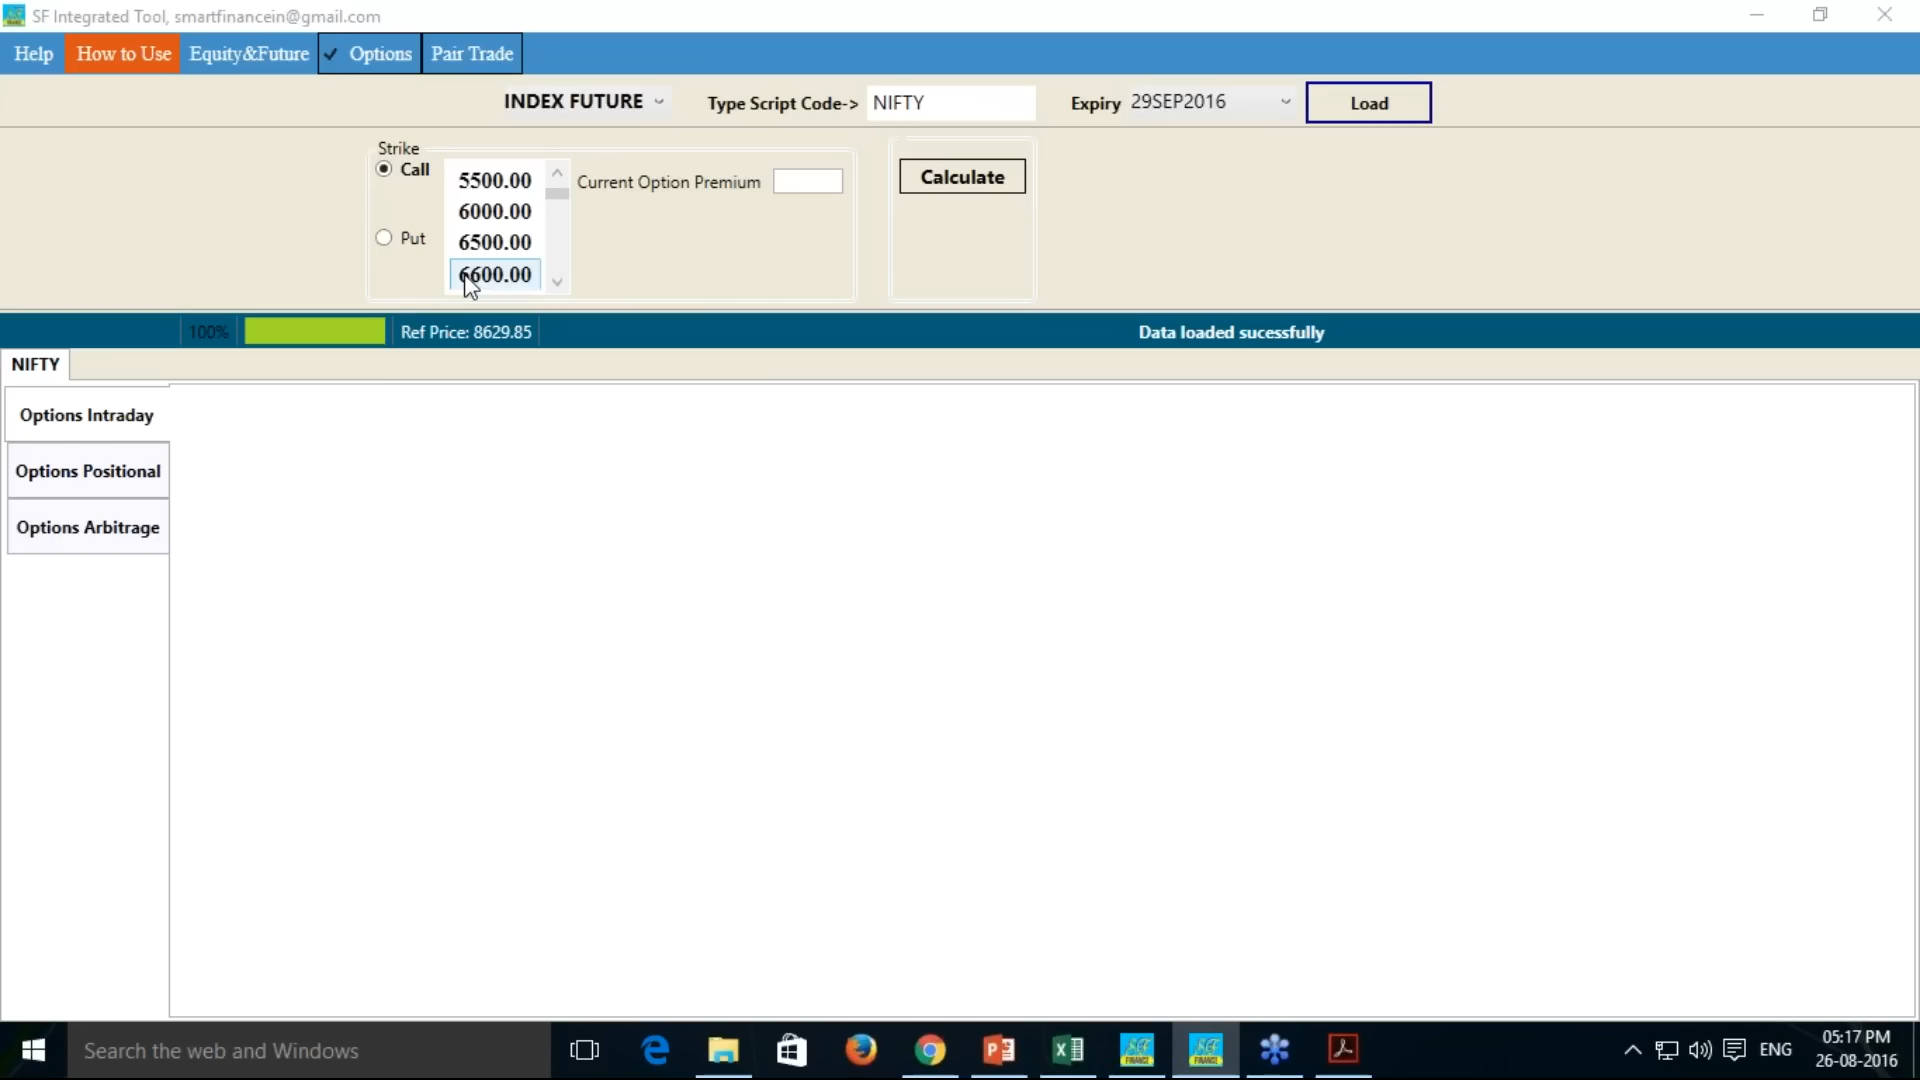 SF Integrated Tool, smartfinancein@gmail.com
Help How to Use Equity&Future Options Pair Trade
INDEX FUTURE Type Script Code-> NIFTY Expiry 29SEP2016 Load
Strike
Call
Put
5500.00
6000.00
6500.00
6600.00
Current Option Premium
Calculate
100% Ref Price: 8629.85 Data loaded sucessfully
NIFTY
Options Intraday
Options Positional
Options Arbitrage
Search the web and Windows
ENG
05:17 PM
26-08-2016